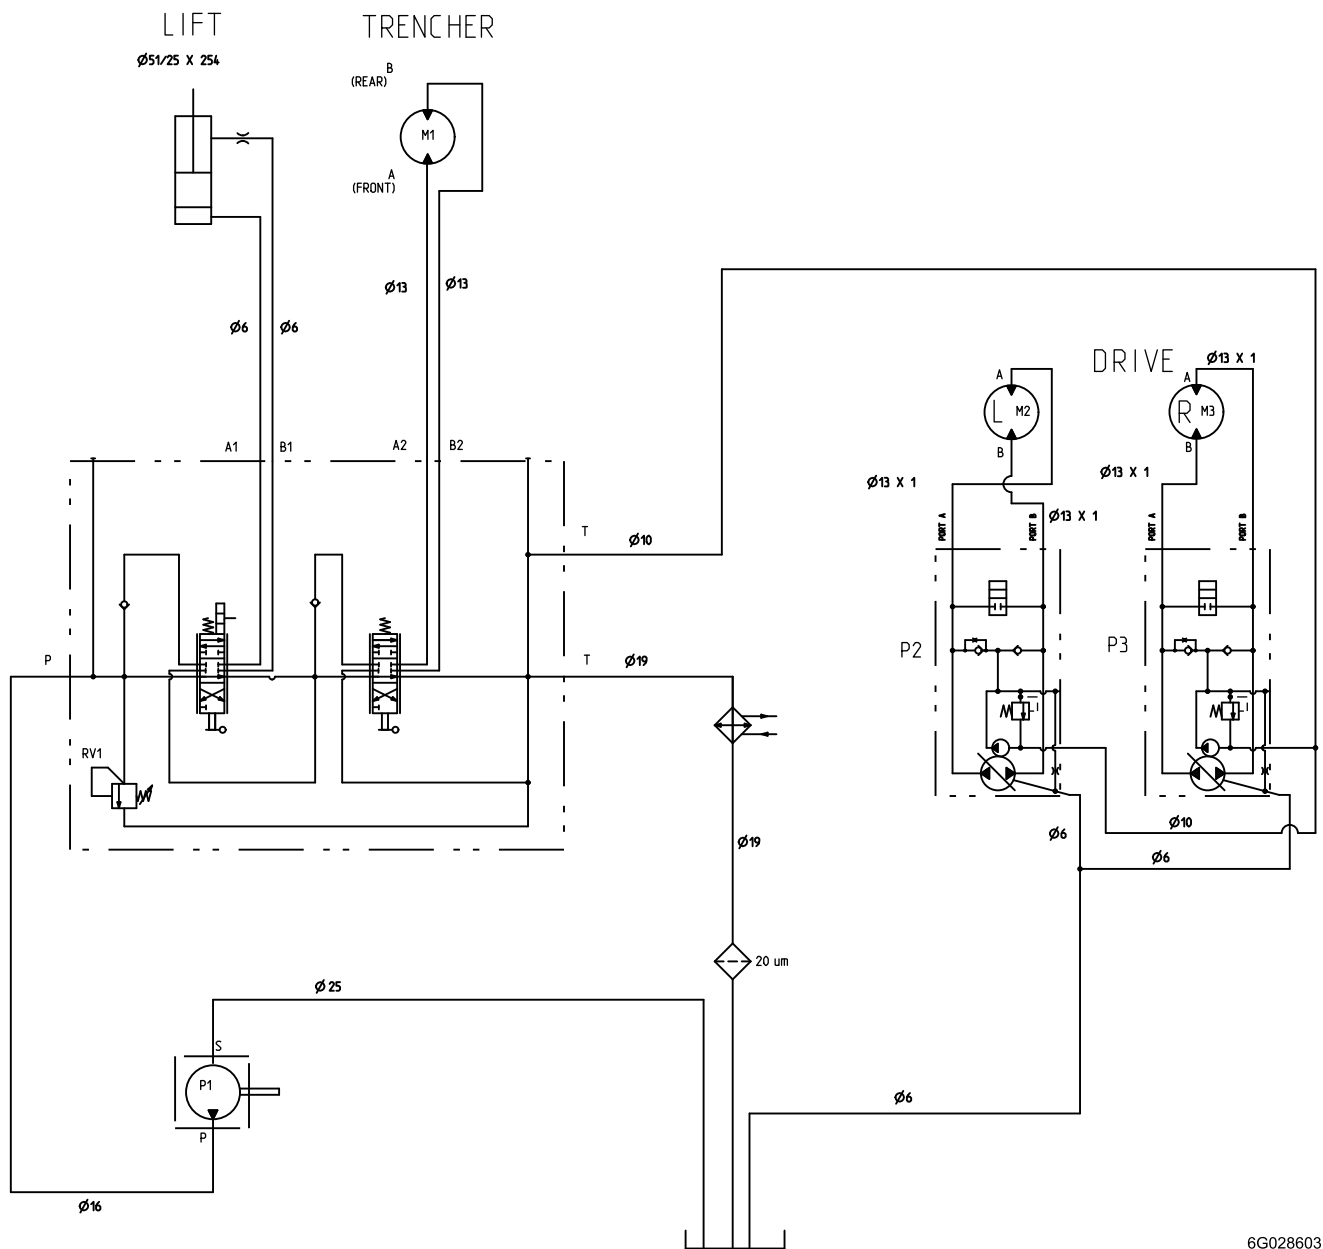 LIFT
TRENCHER
Ø51/25 X 254
B
(REAR)
M1
A
(FRONT)
Ø13
Ø13
Ø6
Ø6
DRIVE
Ø13 X 1
A
A
L
M2
R
M3
B
B
A1
B1
A2
B2
Ø13 X 1
Ø13 X 1
Ø13 X 1
PORT A
PORT B
PORT A
PORT B
T
Ø10
P2
P3
P
T
Ø19
RV1
Ø19
Ø6
Ø10
Ø6
20 um
Ø25
S
P1
P
Ø6
Ø16
6G028603